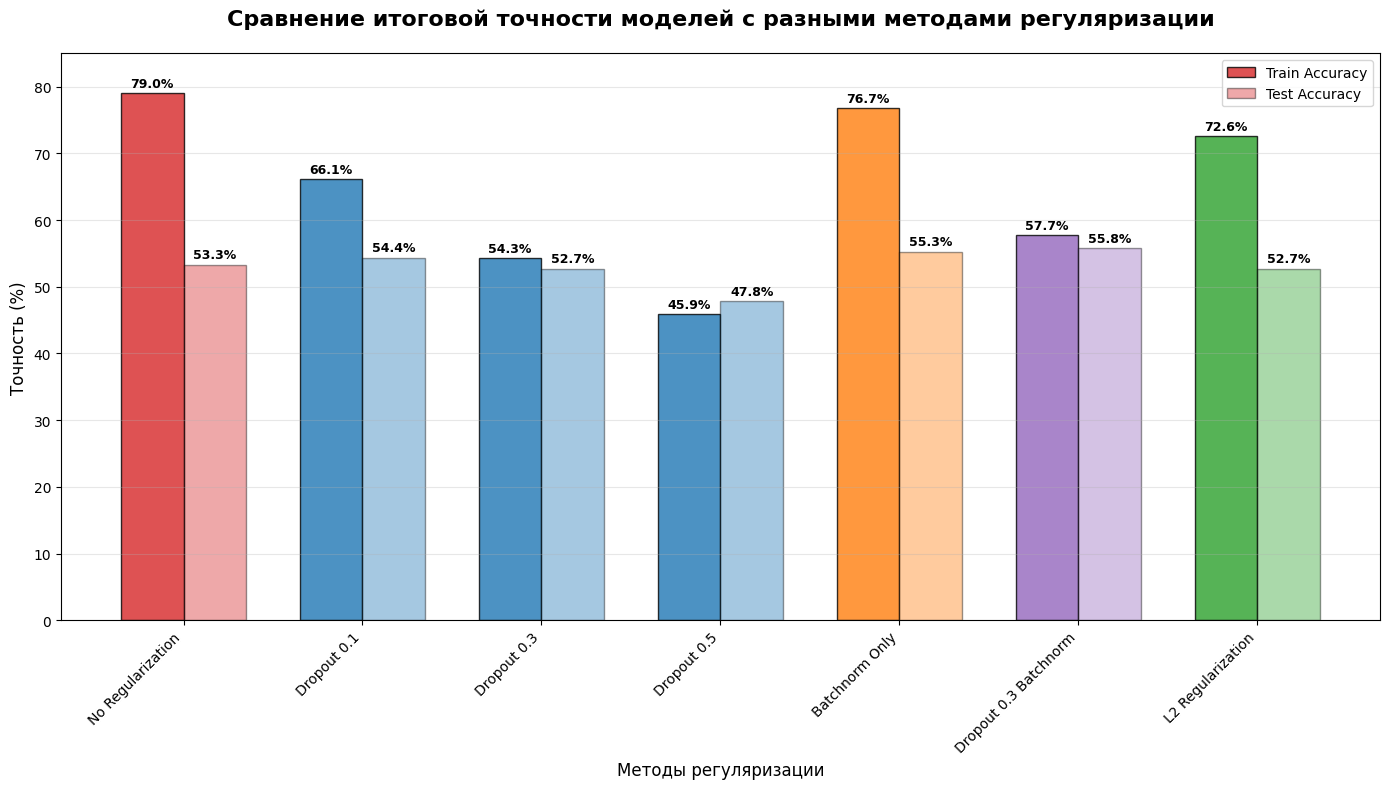 Сравнение итоговой точности моделей с разными методами регуляризации
Train Accuracy
Test Accuracy
Точность (%)
80
70
60
50
40
30
20
10
0
79.0%
53.3%
66.1%
54.4%
54.3%
52.7%
45.9%
47.8%
76.7%
55.3%
57.7%
55.8%
72.6%
52.7%
No Regularization
Dropout 0.1
Dropout 0.3
Dropout 0.5
Batchnorm Only
Dropout 0.3 Batchnorm
L2 Regularization
Методы регуляризации